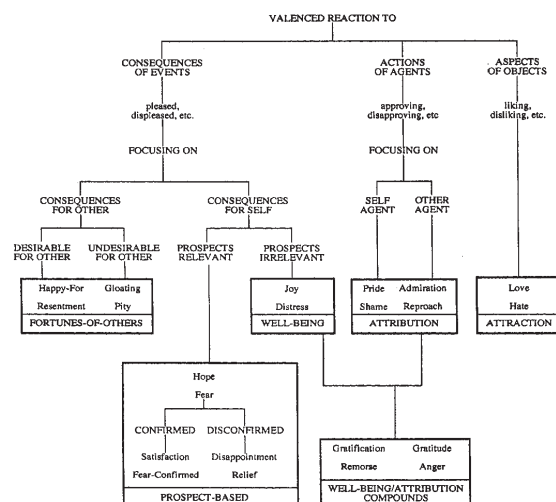 VALENCED REACTION TO
CONSEQUENCES
OF EVENTS
ACTIONS
OF AGENTS
ASPECTS
OF OBJECTS
pleased,
displeased, etc.
approving,
disapproving, etc
liking,
disliking, etc.
FOCUSING ON
FOCUSING ON
CONSEQUENCES
FOR OTHER
CONSEQUENCES
FOR SELF
SELF
AGENT
OTHER
AGENT
DESIRABLE
FOR OTHER
UNDESIRABLE
FOR OTHER
PROSPECTS
RELEVANT
PROSPECTS
IRRELEVANT
Happy-For
Gloating
Resentment
Pity
FORTUNES-OF-OTHERS
Joy
Distress
WELL-BEING
Pride
Admiration
Shame
Reproach
ATTRIBUTION
Love
Hate
ATTRACTION
Hope
Fear
CONFIRMED
DISCONFIRMED
Satisfaction
Disappointment
Fear-Confirmed
Relief
PROSPECT-BASED
Gratification
Gratitude
Remorse
Anger
WELL-BEING/ATTRIBUTION
COMPOUNDS